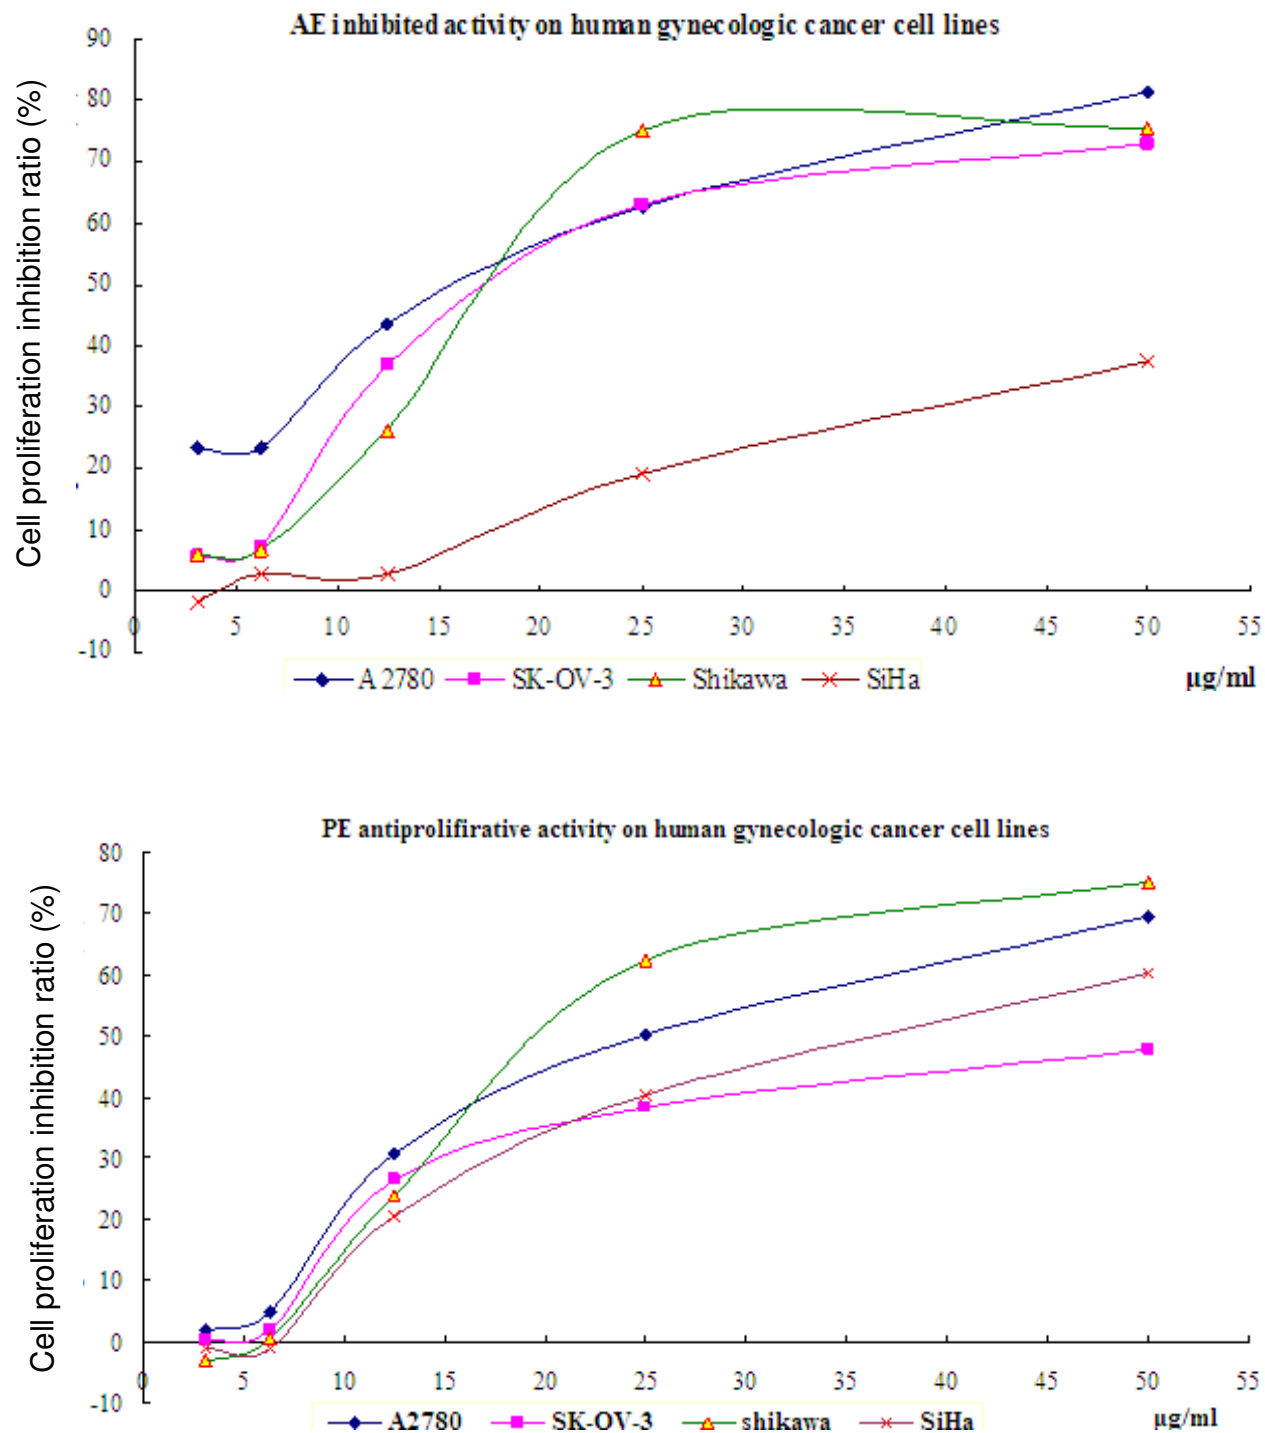 AE inhibited activity on human gynecologic cancer cell lines
Cell proliferation inhibition ratio (%)
90
80
70
60
50
40
30
20
10
0
-10
0 5 10 15 20 25 30 35 40 45 50 55
A2780 SK-OV-3 Shikawa SiHa
µg/ml
PE antiprolifirative activity on human gynecologic cancer cell lines
Cell proliferation inhibition ratio (%)
80
70
60
50
40
30
20
10
0
-10
0 5 10 15 20 25 30 35 40 45 50 55
A2780 SK-OV-3 shikawa SiHa
µg/ml